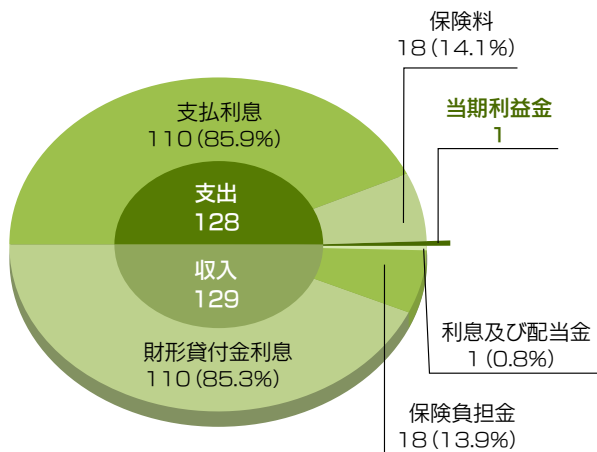 保険料
18（14.1%）
支払利息
110（85.9%）
当期利益金
1
支出
128
収入
129
財形貸付金利息
110（85.3%）
利息及び配当金
1（0.8%）
保険負担金
18（13.9%）